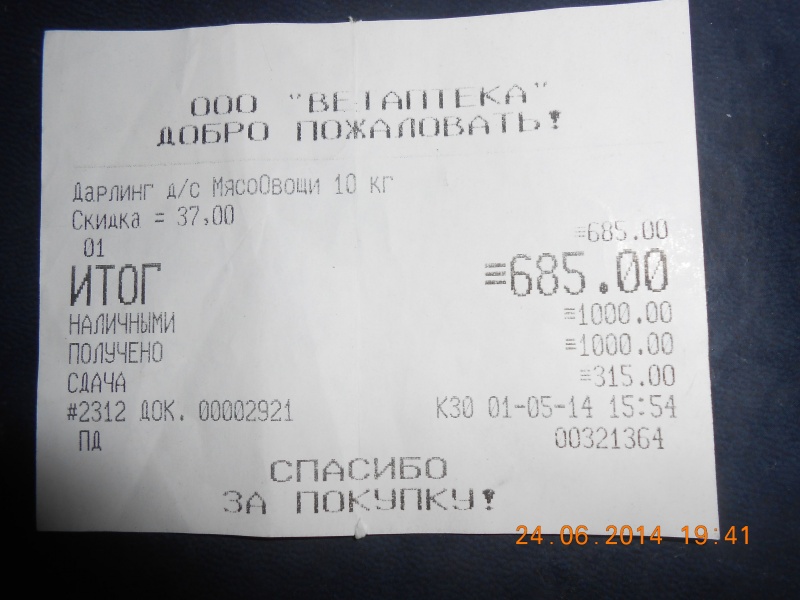 ООО "ВЕТАПТЕКА"
ДОБРО ПОЖАЛОВАТЬ!
Дарлинг д/с МясоОвощи 10 кг
Скидка = 37,00
01 ≡685.00
ИТОГ ≡685.00
НАЛИЧНЫМИ ≡1000.00
ПОЛУЧЕНО ≡1000.00
СДАЧА ≡315.00
#2312 ДОК. 00002921 КЗ0 01-05-14 15:54
ПД 00321364
СПАСИБО
ЗА ПОКУПКУ!
24.06.2014 19:41